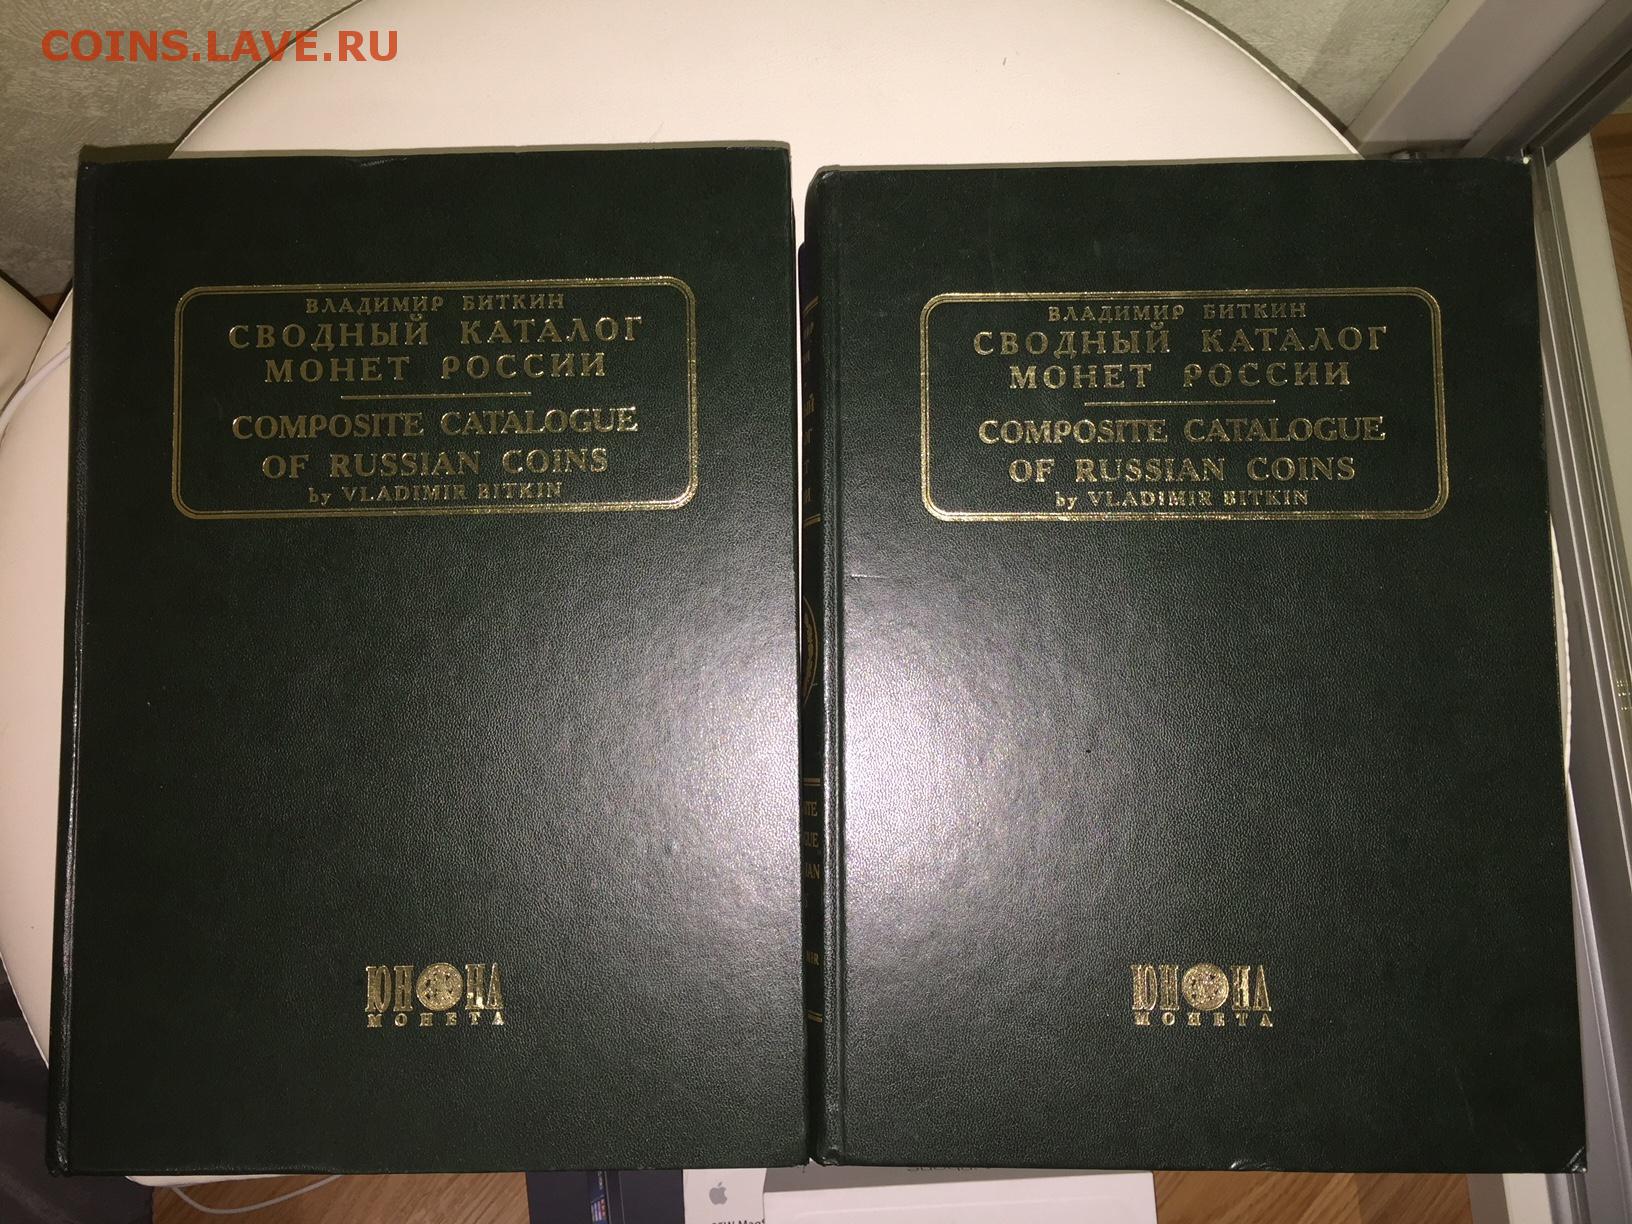 COINS.LAVE.RU
ВЛАДИМИР БИТКИН
СВОДНЫЙ КАТАЛОГ
МОНЕТ РОССИИ
COMPOSITE CATALOGUE
OF RUSSIAN COINS
by VLADIMIR BITKIN
ЮНОНА
МОНЕТА
ВЛАДИМИР БИТКИН
СВОДНЫЙ КАТАЛОГ
МОНЕТ РОССИИ
COMPOSITE CATALOGUE
OF RUSSIAN COINS
by VLADIMIR BITKIN
ЮНОНА
МОНЕТА